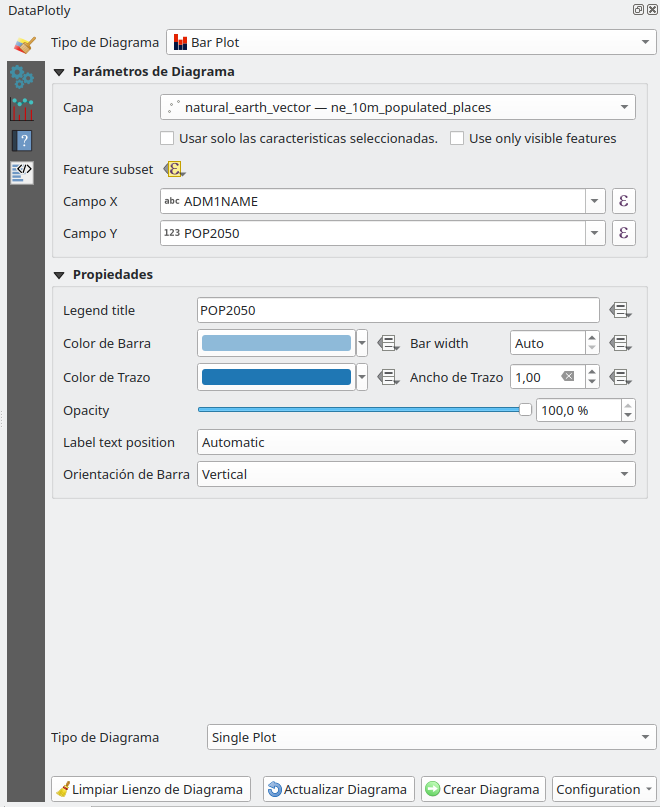 DataPlotly
Tipo de Diagrama Bar Plot
Parámetros de Diagrama
Capa natural_earth_vector — ne_10m_populated_places
Usar solo las caracteristicas seleccionadas. Use only visible features
Feature subset ε
Campo X abc ADM1NAME ε
Campo Y 123 POP2050 ε
Propiedades
Legend title POP2050
Color de Barra Bar width Auto
Color de Trazo Ancho de Trazo 1,00
Opacity 100,0 %
Label text position Automatic
Orientación de Barra Vertical
Tipo de Diagrama Single Plot
Limpiar Lienzo de Diagrama Actualizar Diagrama Crear Diagrama Configuration